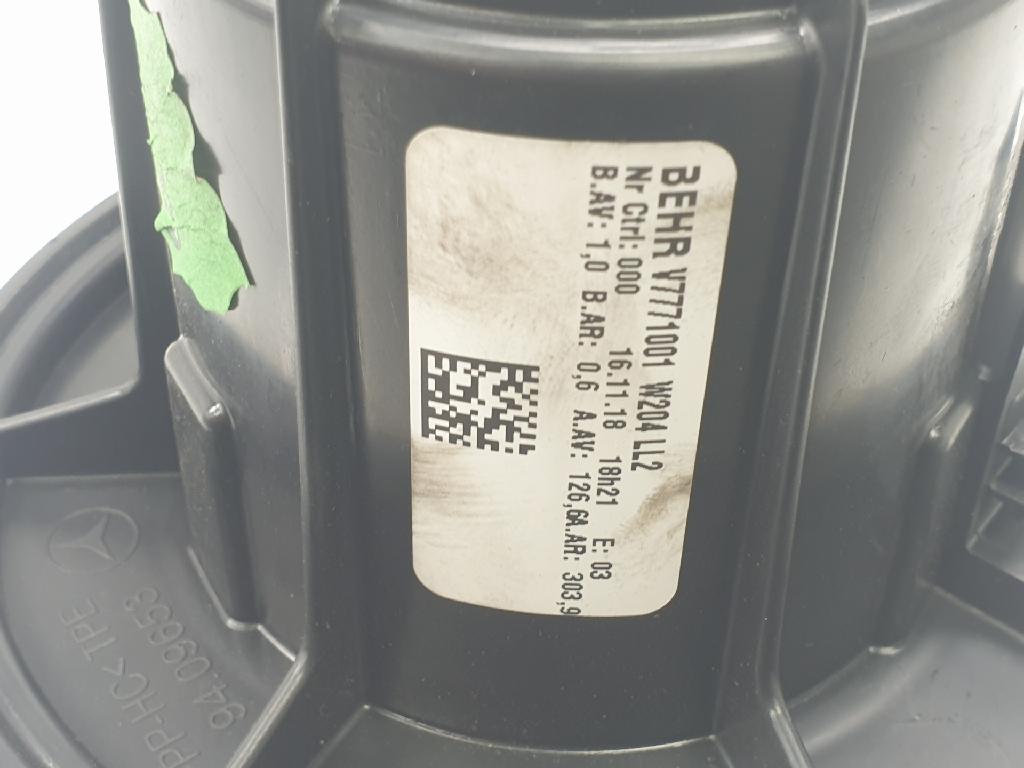 BEHR V7771001 W204 LL2
Nr Ctrl: 000 16.11.18 18h21 E: 03
B.AV: 1,0 B.AR: 0,6 A.AV: 126,6A.AR: 303,9
94.09653
PP-HC< TPE